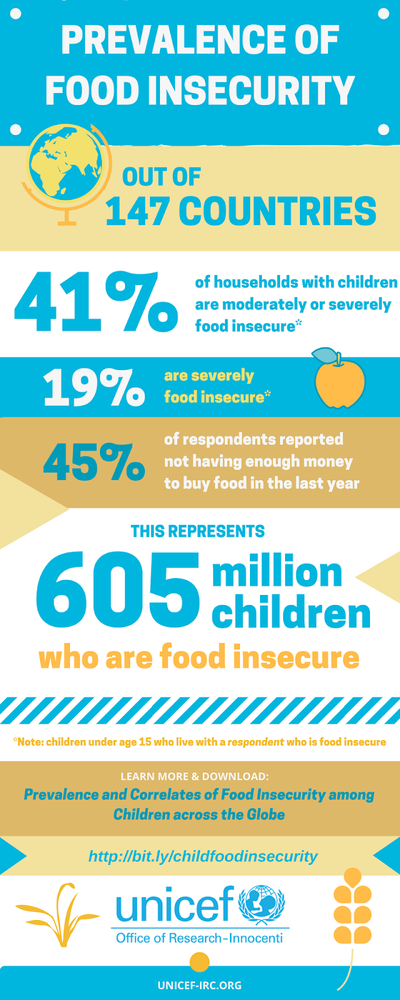 PREVALENCE OF
FOOD INSECURITY
OUT OF
147 COUNTRIES
41%
of households with children
are moderately or severely
food insecure*
19%
are severely
food insecure*
45%
of respondents reported
not having enough money
to buy food in the last year
THIS REPRESENTS
605 million
children
who are food insecure
*Note: children under age 15 who live with a respondent who is food insecure
LEARN MORE & DOWNLOAD:
Prevalence and Correlates of Food Insecurity among
Children across the Globe
http://bit.ly/childfoodinsecurity
unicef
Office of Research-Innocenti
UNICEF-IRC.ORG